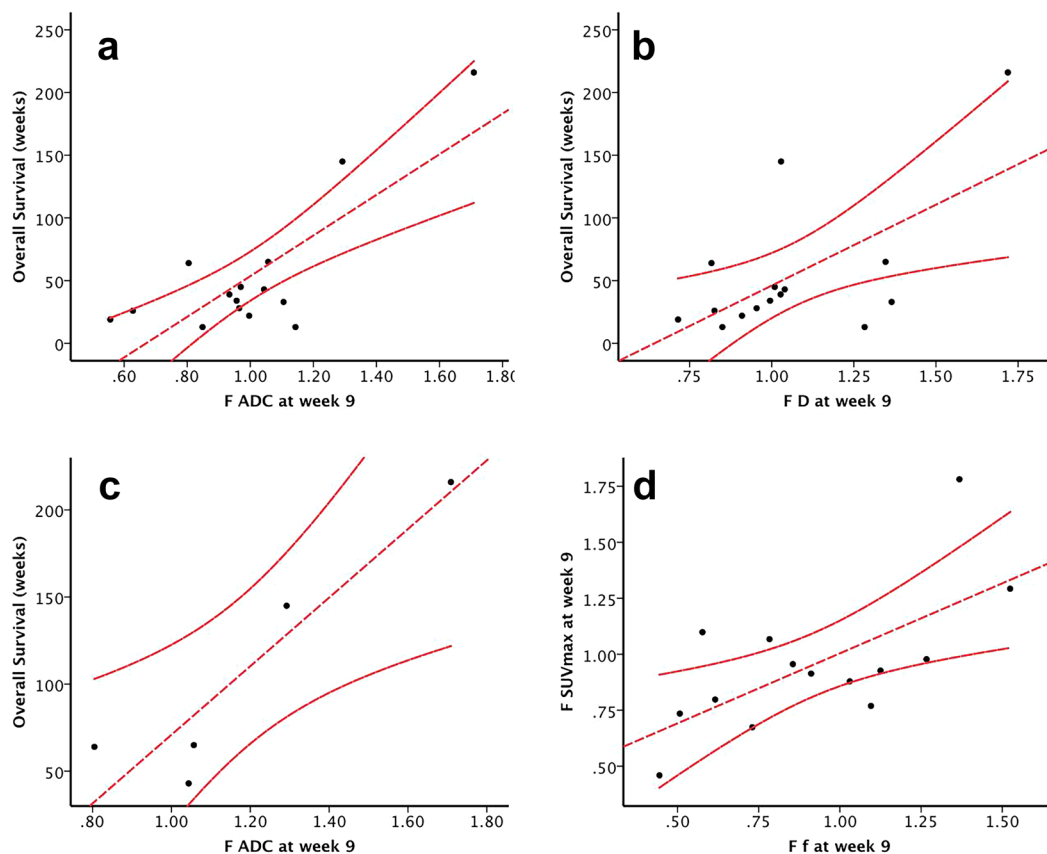 a
Overall Survival (weeks)
250
200
150
100
50
0
.60 .80 1.00 1.20 1.40 1.60 1.80
F ADC at week 9
b
Overall Survival (weeks)
250
200
150
100
50
0
.75 1.00 1.25 1.50 1.75
F D at week 9
c
Overall Survival (weeks)
200
150
100
50
.80 1.00 1.20 1.40 1.60 1.80
F ADC at week 9
d
F SUVmax at week 9
1.75
1.50
1.25
1.00
.75
.50
.50 .75 1.00 1.25 1.50
F f at week 9